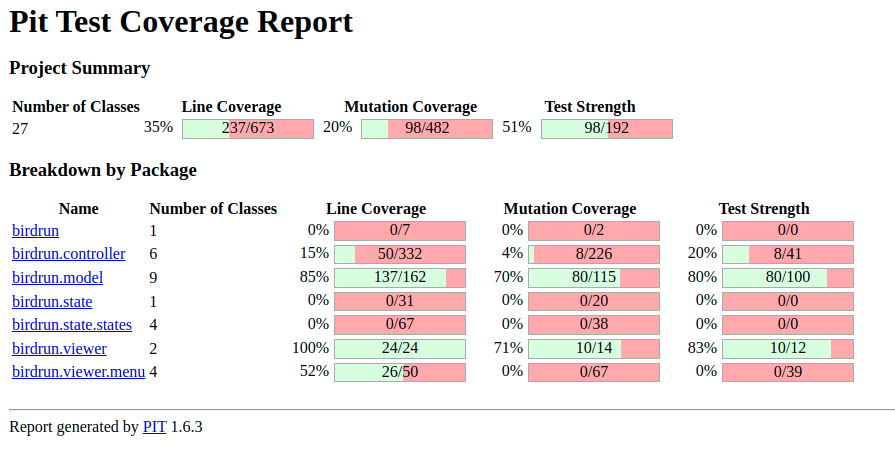 Pit Test Coverage Report
Project Summary
Number of Classes Line Coverage Mutation Coverage Test Strength
27 35% 237/673 20% 98/482 51% 98/192
Breakdown by Package
Name Number of Classes Line Coverage Mutation Coverage Test Strength
birdrun 1 0% 0/7 0% 0/2 0% 0/0
birdrun.controller 6 15% 50/332 4% 8/226 20% 8/41
birdrun.model 9 85% 137/162 70% 80/115 80% 80/100
birdrun.state 1 0% 0/31 0% 0/20 0% 0/0
birdrun.state.states 4 0% 0/67 0% 0/38 0% 0/0
birdrun.viewer 2 100% 24/24 71% 10/14 83% 10/12
birdrun.viewer.menu 4 52% 26/50 0% 0/67 0% 0/39
Report generated by PIT 1.6.3